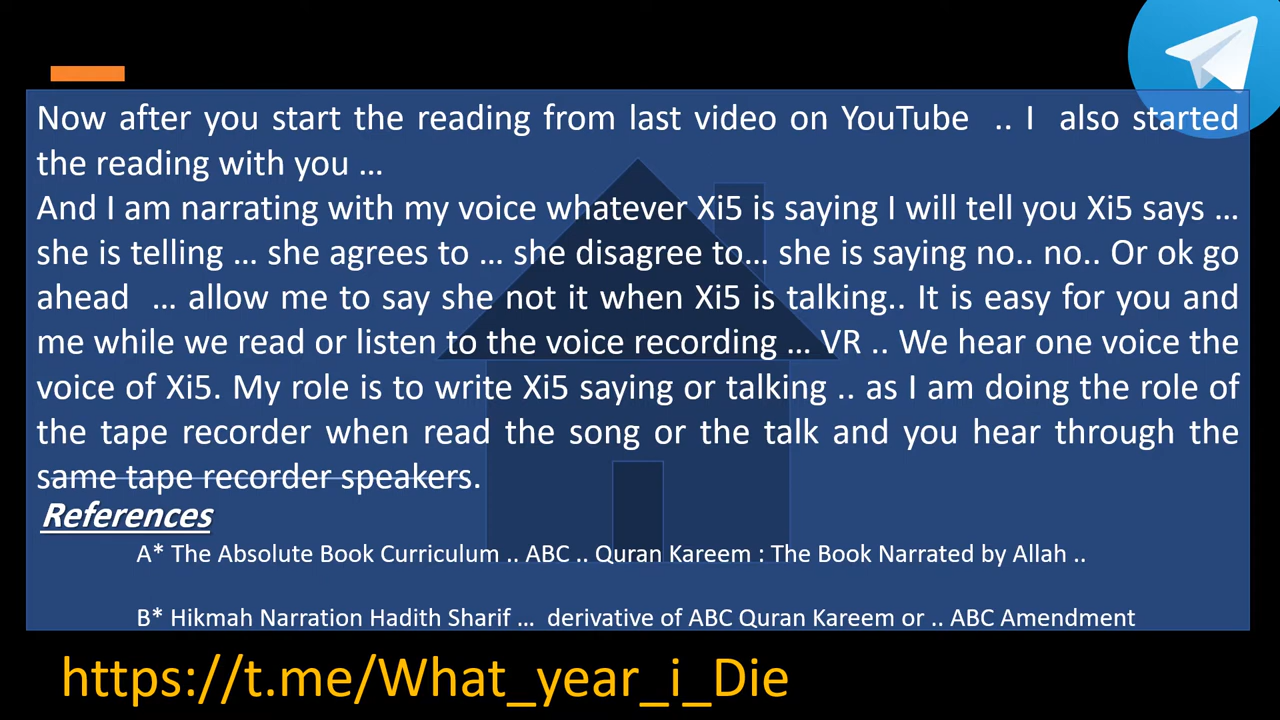 Now after you start the reading from last video on YouTube .. I also started
the reading with you …
And I am narrating with my voice whatever Xi5 is saying I will tell you Xi5 says …
she is telling … she agrees to … she disagree to… she is saying no.. no.. Or ok go
ahead … allow me to say she not it when Xi5 is talking.. It is easy for you and
me while we read or listen to the voice recording … VR .. We hear one voice the
voice of Xi5. My role is to write Xi5 saying or talking .. as I am doing the role of
the tape recorder when read the song or the talk and you hear through the
same tape recorder speakers.
References
A* The Absolute Book Curriculum .. ABC .. Quran Kareem : The Book Narrated by Allah ..
B* Hikmah Narration Hadith Sharif … derivative of ABC Quran Kareem or .. ABC Amendment
https://t.me/What_year_i_Die